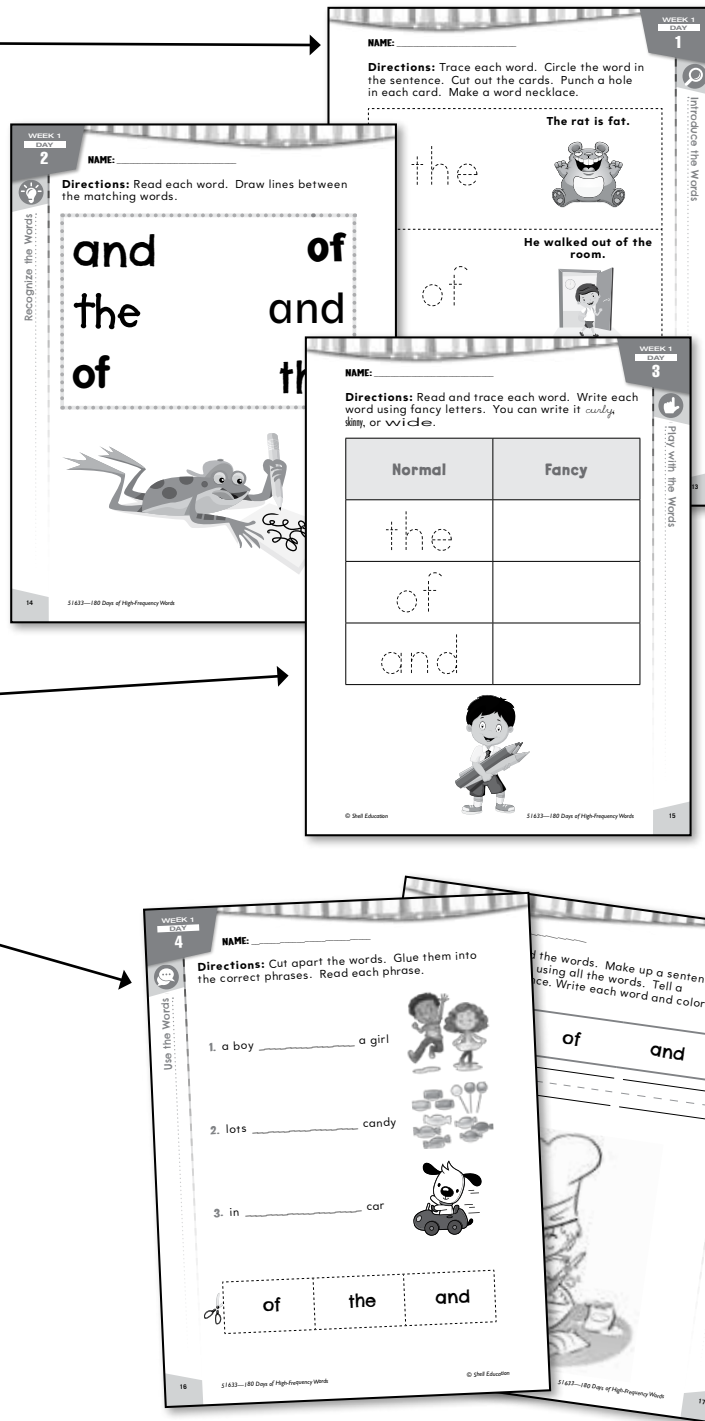 WEEK 1
DAY
1
NAME:
Directions: Trace each word. Circle the word in
the sentence. Cut out the cards. Punch a hole
in each card. Make a word necklace.
Introduce the Words
the
The rat is fat.
of
He walked out of the
room.
13
WEEK 1
DAY
2
NAME:
Directions: Read each word. Draw lines between
the matching words.
Recognize the Words
and of
the and
of
14 51633—180 Days of High-Frequency Words
WEEK 1
DAY
3
NAME:
Directions: Read and trace each word. Write each
word using fancy letters. You can write it curly,
skinny, or wide.
Play with the Words
Normal Fancy
the
of
and
© Shell Education 51633—180 Days of High-Frequency Words 15
WEEK 1
DAY
4
NAME:
Directions: Cut apart the words. Glue them into
the correct phrases. Read each phrase.
Use the Words
1. a boy a girl
2. lots candy
3. in car
of the and
16 51633—180 Days of High-Frequency Words © Shell Education
the words. Make up a
using all the words. Tell a
Write each word and color
of and
51633—180 Days of High-Frequency Words 17